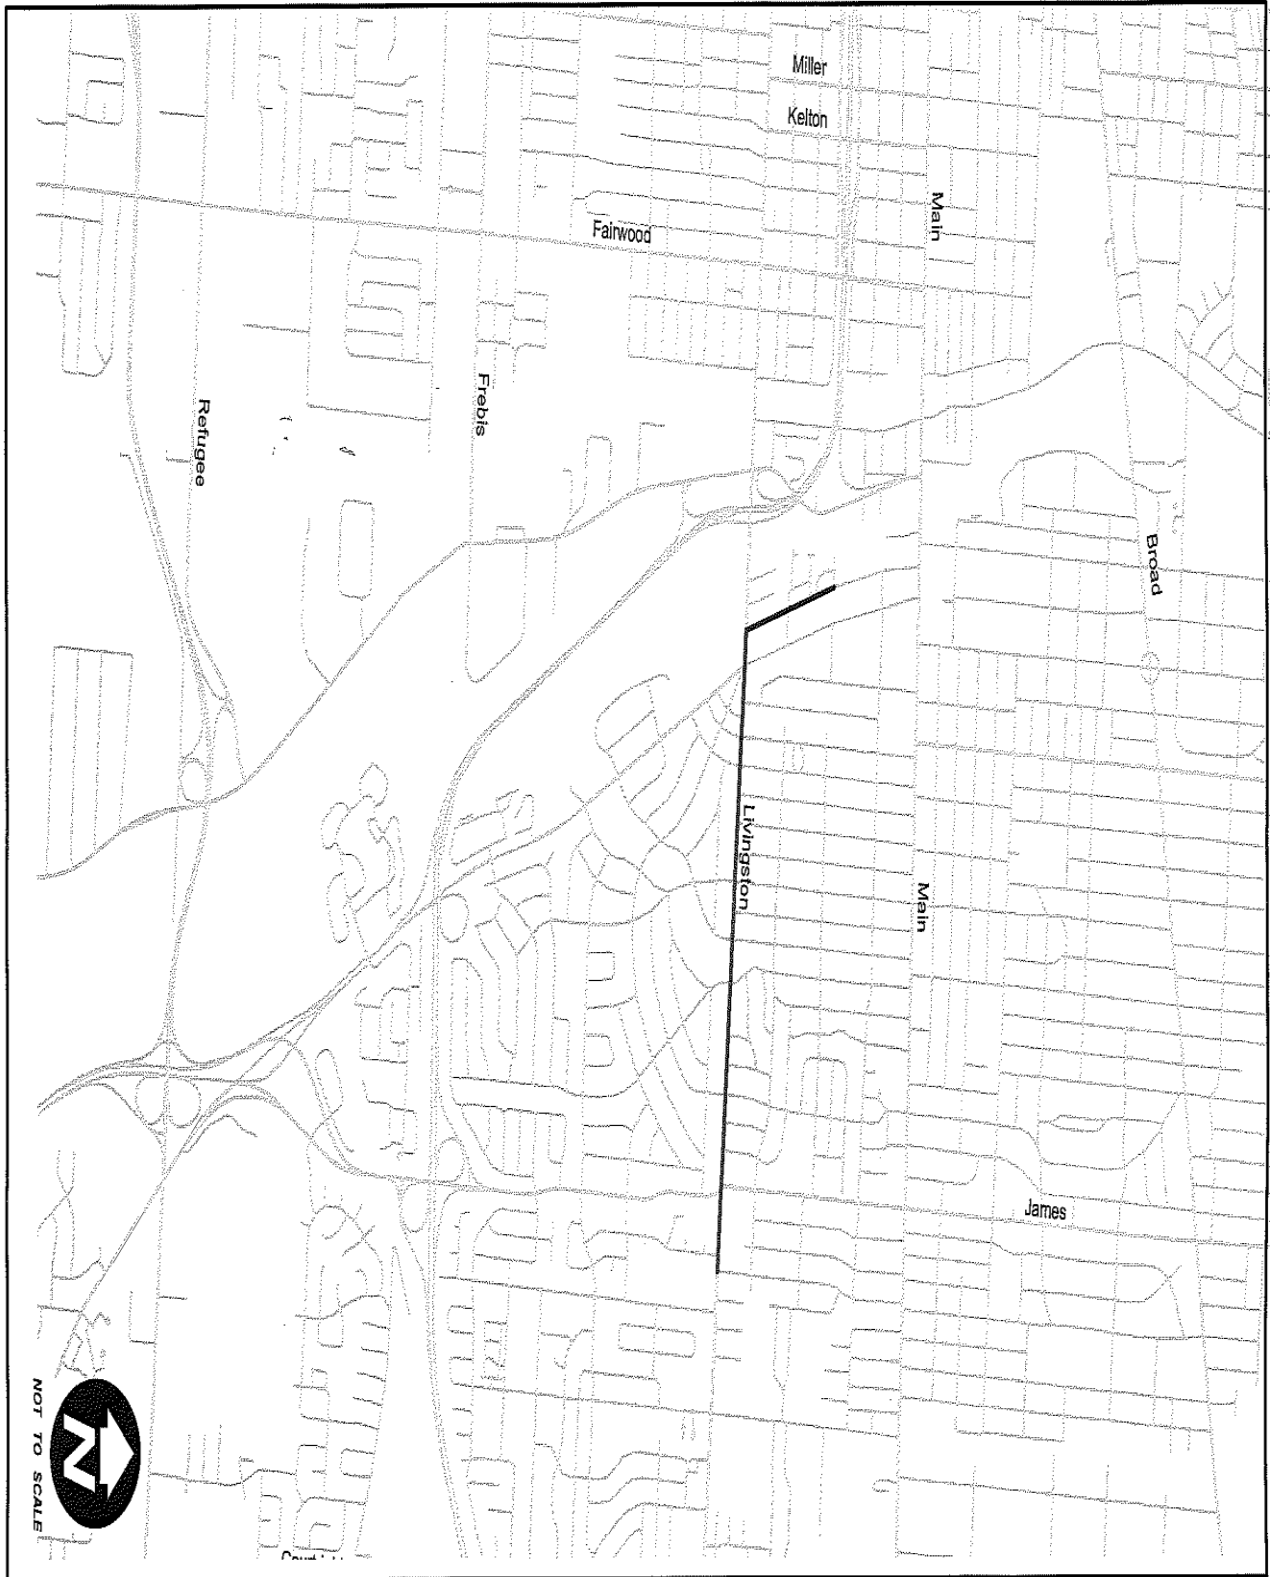 Miller
Kelton
Main
Fairwood
Frebis
Refugee
Broad
Livingston
Main
James
N
NOT TO SCALE